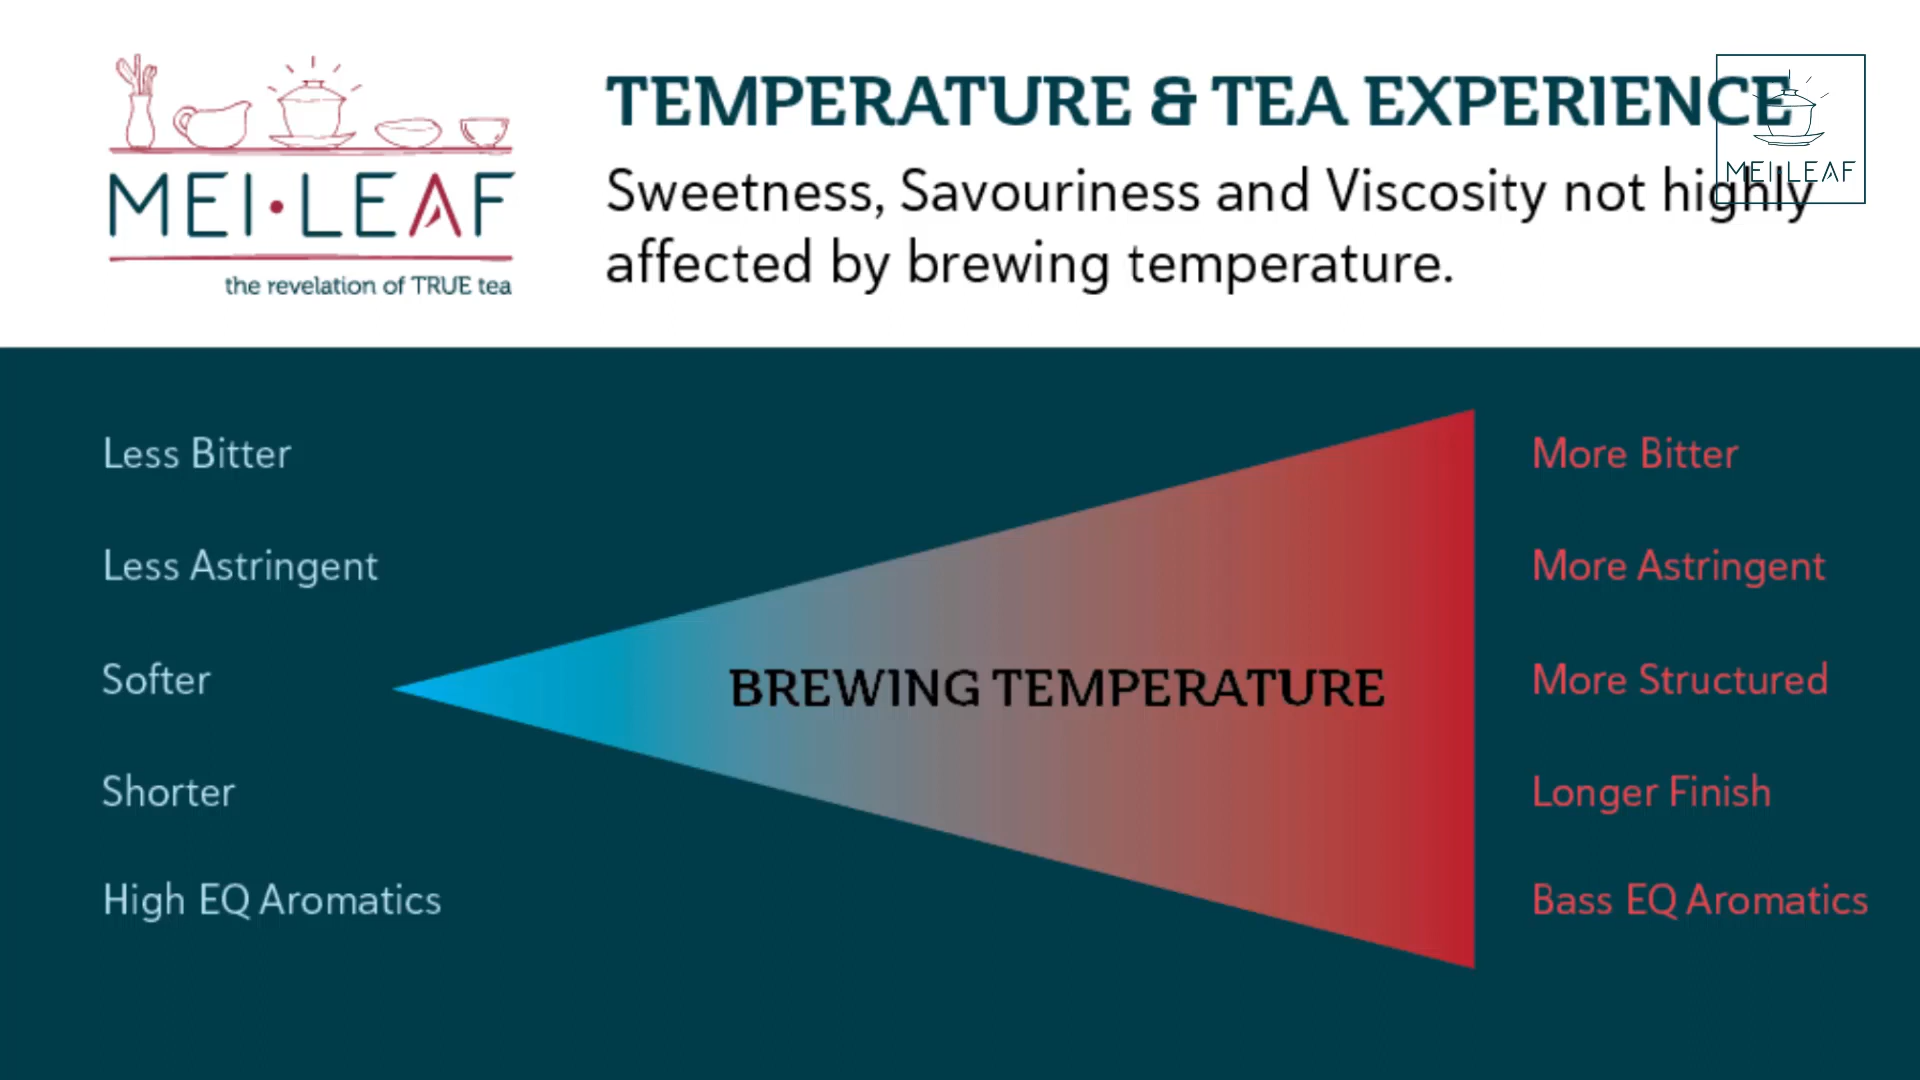 MEI·LEAF
the revelation of TRUE tea
TEMPERATURE & TEA EXPERIENCE
Sweetness, Savouriness and Viscosity not highly
affected by brewing temperature.
MEI LEAF
Less Bitter
Less Astringent
Softer
Shorter
High EQ Aromatics
BREWING TEMPERATURE
More Bitter
More Astringent
More Structured
Longer Finish
Bass EQ Aromatics